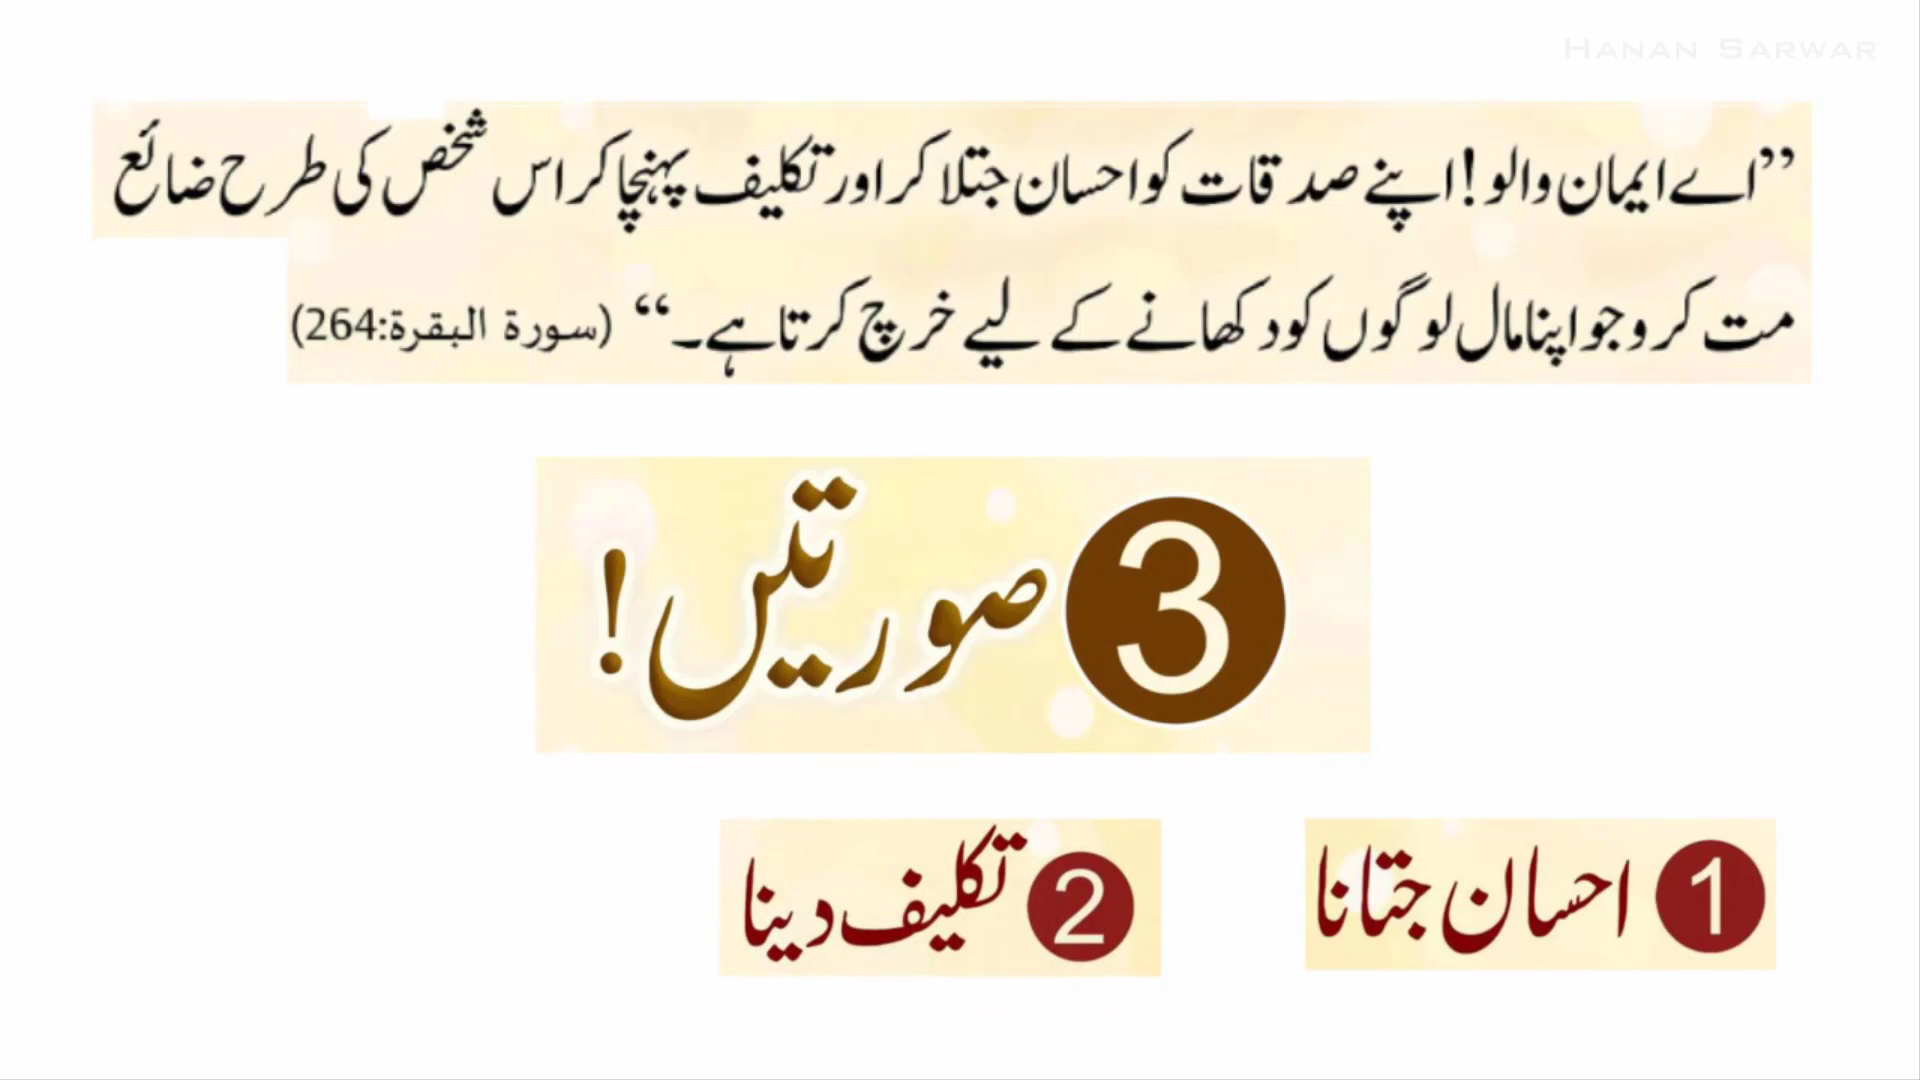 HANAN SARWAR
”اے ایمان والو! اپنے صدقات کو احسان جتلا کر اور تکلیف پہنچا کر اس شخص کی طرح ضائع
مت کرو جو اپنا مال لوگوں کو دکھانے کے لیے خرچ کرتا ہے۔“ (سورة البقرة:264)
3 صورتیں!
1 احسان جتانا
2 تکلیف دینا